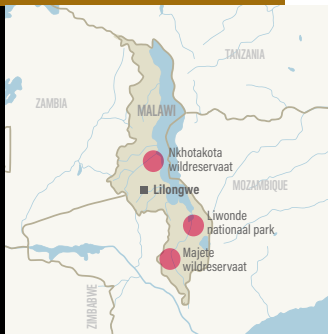 TANZANIA
ZAMBIA
MALAWI
Nkhotakota
wildreservaat
Lilongwe
MOZAMBIQUE
Liwonde
nationaal park,
Majete
wildreservaat
ZIMBABWE